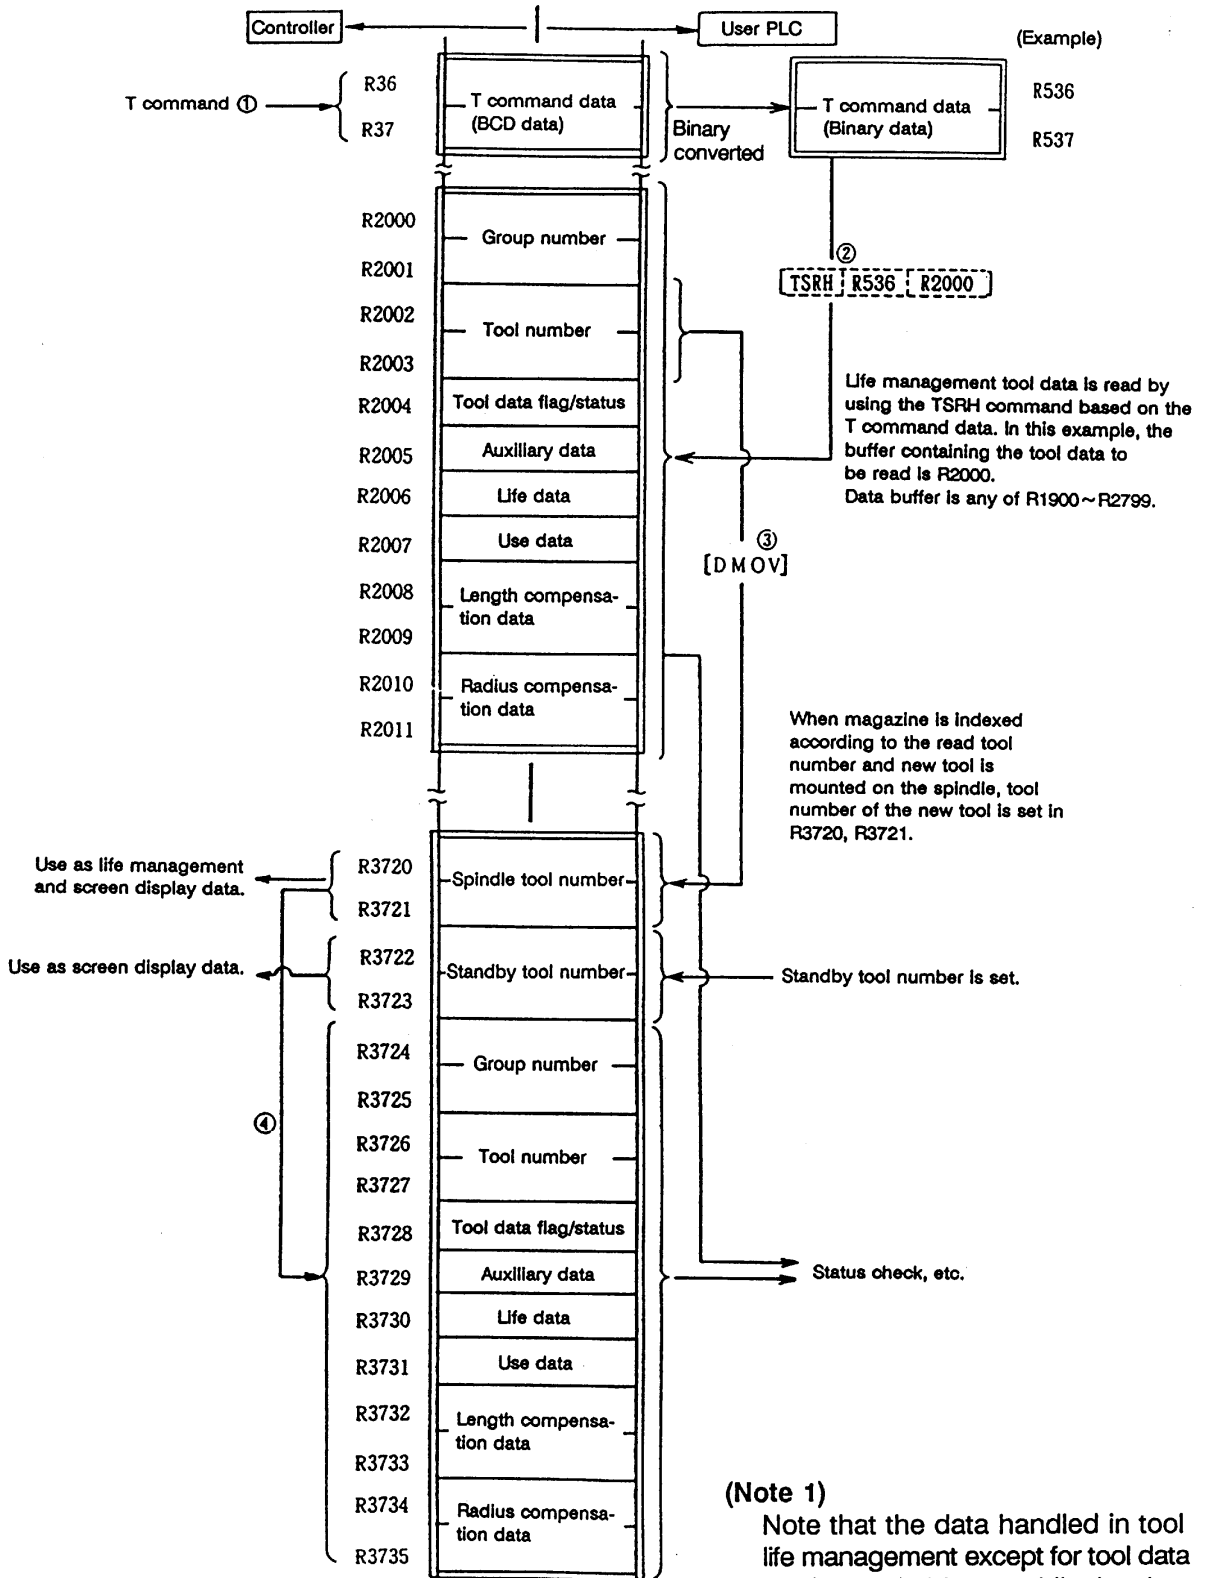 Controller
User PLC
(Example)
T command ①
R36
R37
T command data
(BCD data)
Binary
converted
T command data
(Binary data)
R536
R537
②
TSRH R536 R2000
R2000
R2001
Group number
R2002
R2003
Tool number
R2004
Tool data flag/status
R2005
Auxiliary data
R2006
Life data
R2007
Use data
R2008
R2009
Length compensa-
tion data
R2010
R2011
Radius compensa-
tion data
Life management tool data is read by
using the TSRH command based on the
T command data. In this example, the
buffer containing the tool data to
be read is R2000.
Data buffer is any of R1900~R2799.
③
[DMOV]
When magazine is indexed
according to the read tool
number and new tool is
mounted on the spindle, tool
number of the new tool is set in
R3720, R3721.
Use as life management
and screen display data.
R3720
R3721
Spindle tool number
Use as screen display data.
R3722
R3723
Standby tool number
Standby tool number is set.
④
R3724
R3725
Group number
R3726
R3727
Tool number
R3728
Tool data flag/status
R3729
Auxiliary data
Status check, etc.
R3730
Life data
R3731
Use data
R3732
R3733
Length compensa-
tion data
R3734
R3735
Radius compensa-
tion data
(Note 1)
Note that the data handled in tool
life management except for tool data